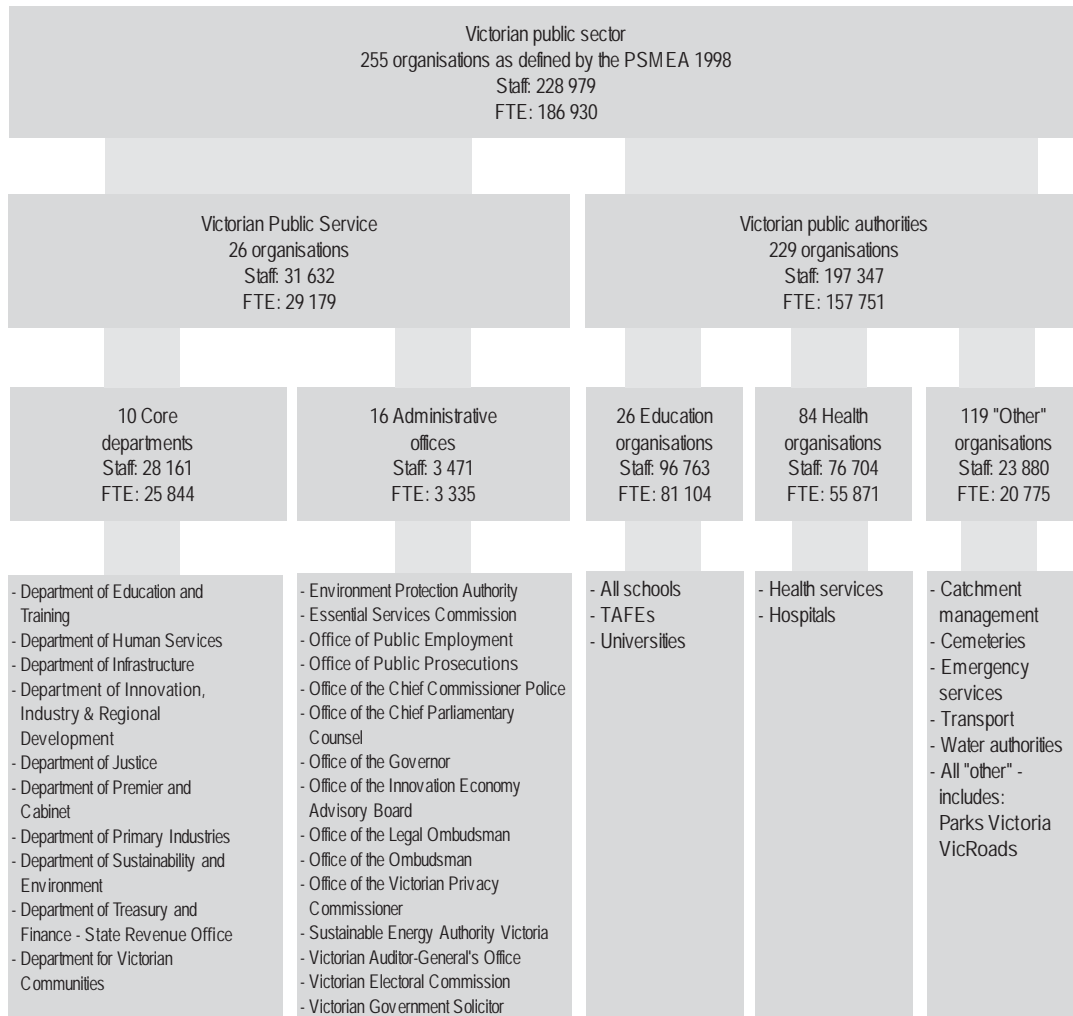 Victorian public sector
255 organisations as defined by the PSMEA 1998
Staff: 228 979
FTE: 186 930
Victorian Public Service
26 organisations
Staff: 31 632
FTE: 29 179
Victorian public authorities
229 organisations
Staff: 197 347
FTE: 157 751
10 Core
departments
Staff: 28 161
FTE: 25 844
16 Administrative
offices
Staff: 3 471
FTE: 3 335
26 Education
organisations
Staff: 96 763
FTE: 81 104
84 Health
organisations
Staff: 76 704
FTE: 55 871
119 "Other"
organisations
Staff: 23 880
FTE: 20 775
- Department of Education and
Training
- Department of Human Services
- Department of Infrastructure
- Department of Innovation,
Industry & Regional
Development
- Department of Justice
- Department of Premier and
Cabinet
- Department of Primary Industries
- Department of Sustainability and
Environment
- Department of Treasury and
Finance - State Revenue Office
- Department for Victorian
Communities
- Environment Protection Authority
- Essential Services Commission
- Office of Public Employment
- Office of Public Prosecutions
- Office of the Chief Commissioner Police
- Office of the Chief Parliamentary
Counsel
- Office of the Governor
- Office of the Innovation Economy
Advisory Board
- Office of the Legal Ombudsman
- Office of the Ombudsman
- Office of the Victorian Privacy
Commissioner
- Sustainable Energy Authority Victoria
- Victorian Auditor-General's Office
- Victorian Electoral Commission
- Victorian Government Solicitor
- All schools
- TAFEs
- Universities
- Health services
- Hospitals
- Catchment
management
- Cemeteries
- Emergency
services
- Transport
- Water authorities
- All "other" -
includes:
Parks Victoria
VicRoads